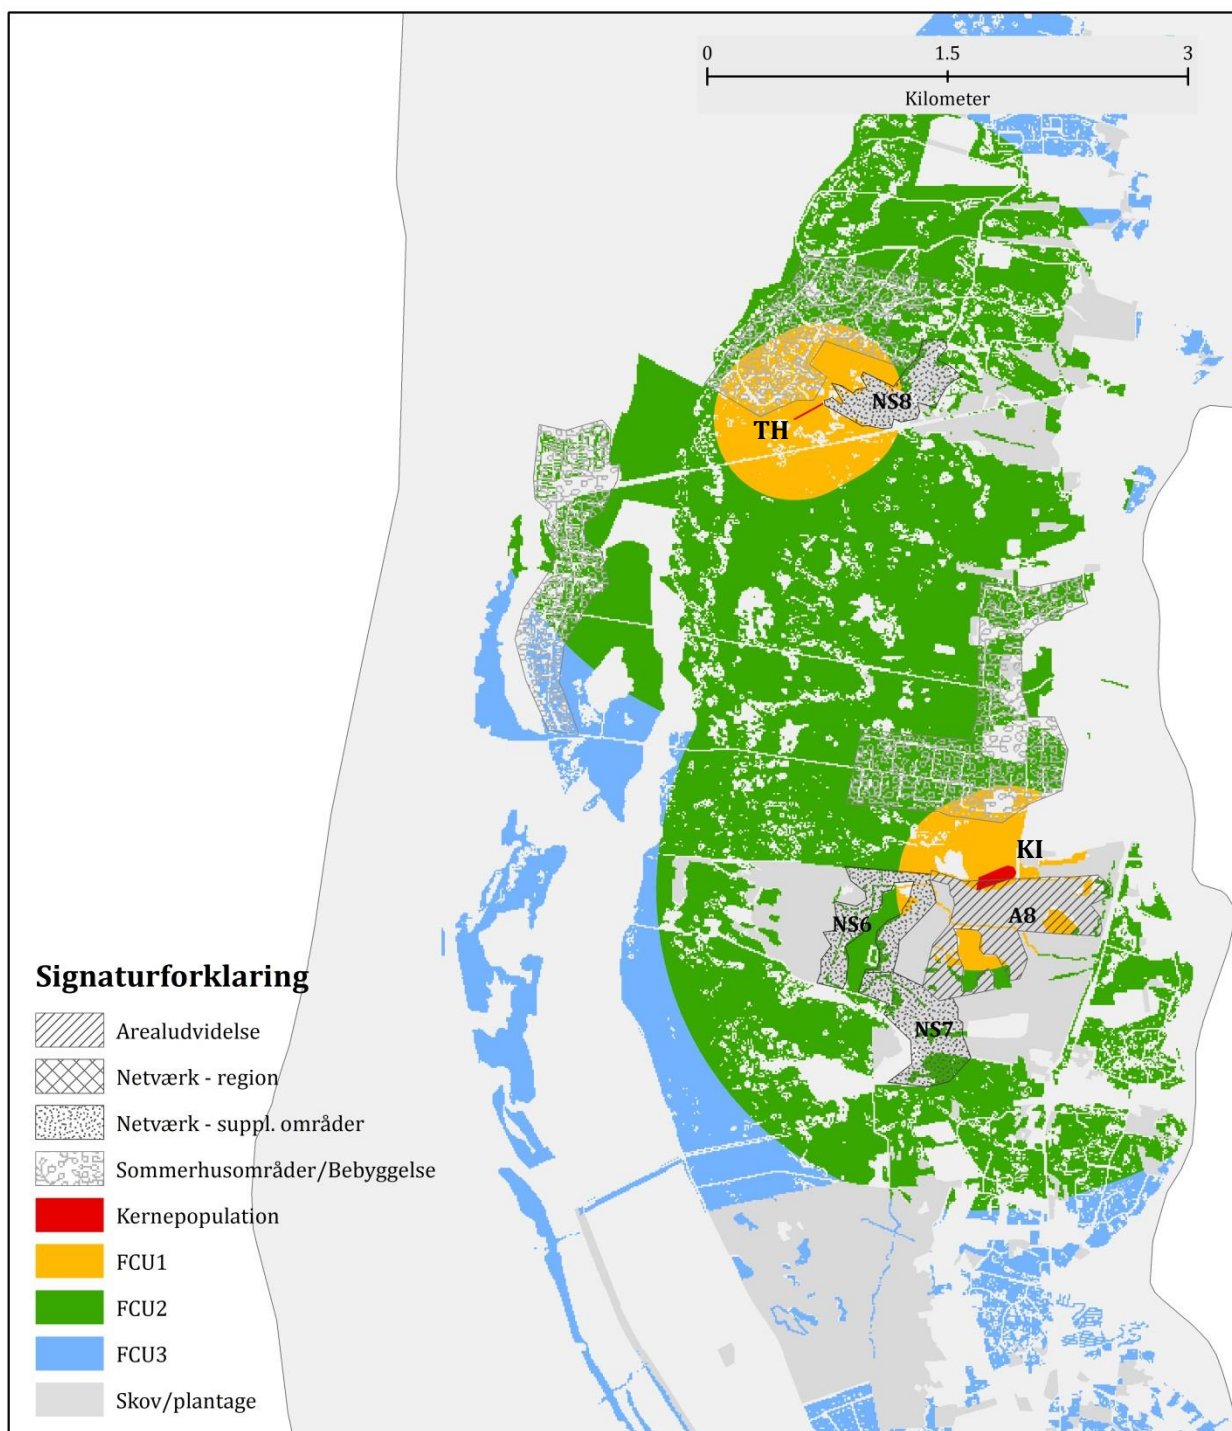 0 1.5 3
Kilometer
NS8
TH
KI
A8
NS6
NS7
Signaturforklaring
Arealudvidelse
Netværk - region
Netværk - suppl. områder
Sommerhusområder/Bebyggelse
Kernepopulation
FCU1
FCU2
FCU3
Skov/plantage